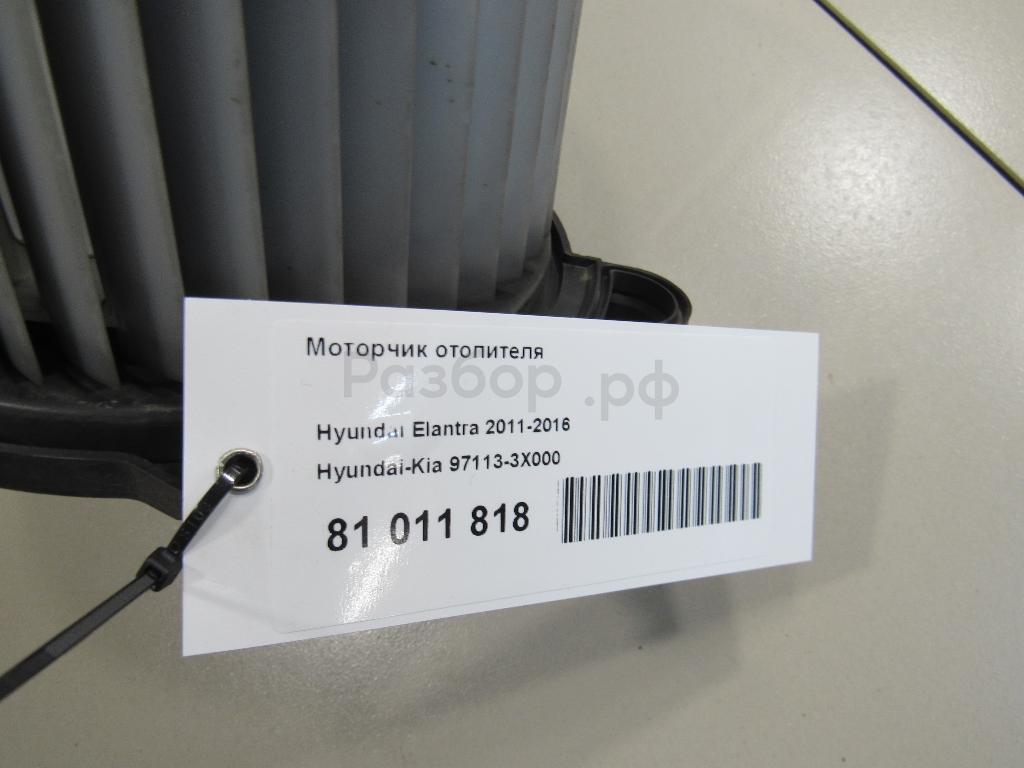 Моторчик отопителя
Разбор.рф
Hyundai Elantra 2011-2016
Hyundai-Kia 97113-3X000
81 011 818